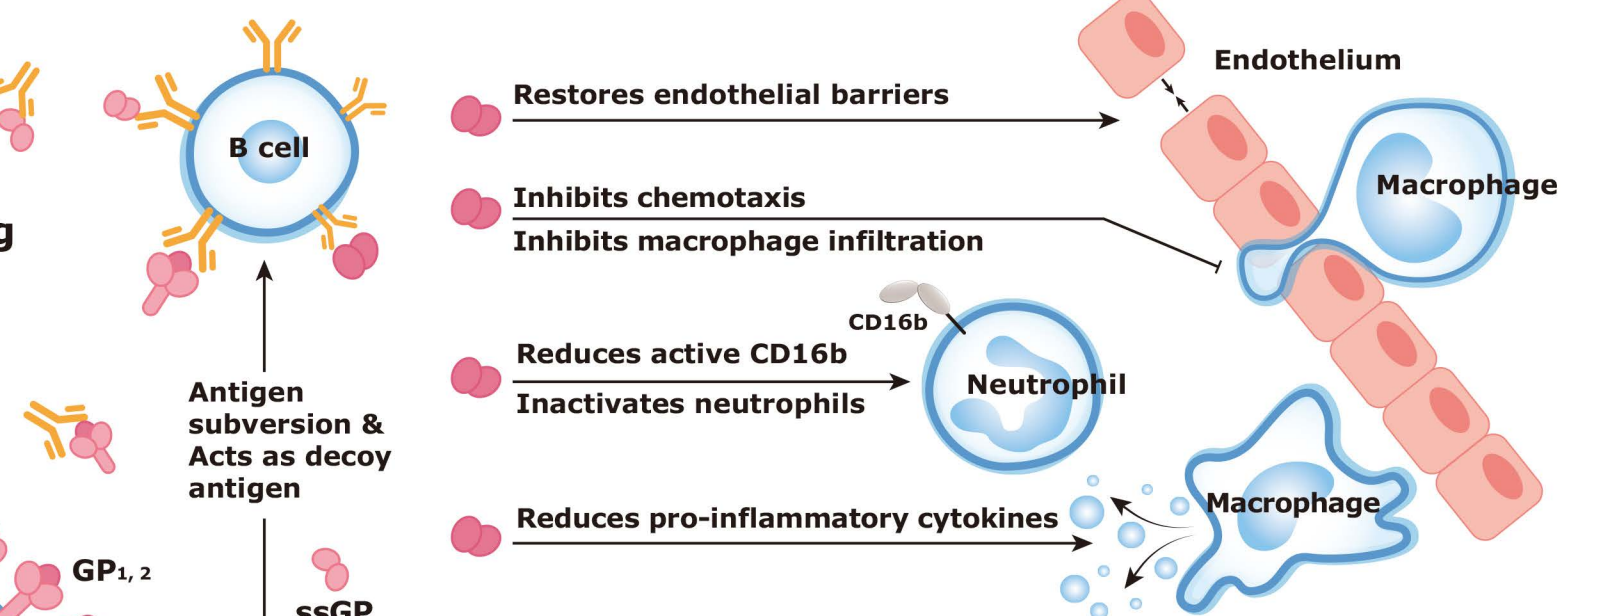 Endothelium
Restores endothelial barriers
B cell
Macrophage
Inhibits chemotaxis
g
Inhibits macrophage infiltration
CD16b
Reduces active CD16b
Neutrophil
Inactivates neutrophils
Antigen
subversion &
Acts as decoy
antigen
Macrophage
Reduces pro-inflammatory cytokines
GP1, 2
ssGP